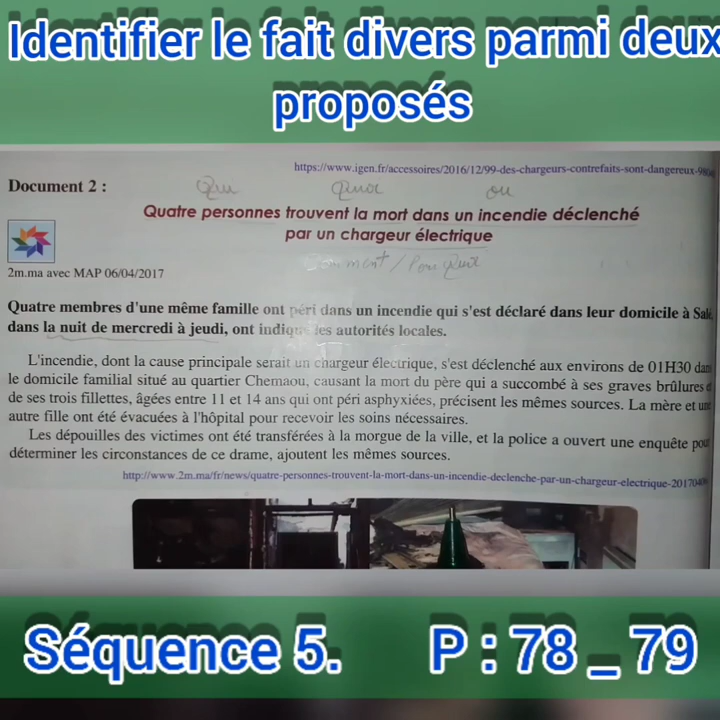 Identifier le fait divers parmi deux
proposés
https://www.igen.fr/accessoires/2016/12/99-des-chargeurs-contrefaits-sont-dangereux-
Document 2 :
Qui Quoi ou
Quatre personnes trouvent la mort dans un incendie déclenché
par un chargeur électrique
Comment / Pour Quoi
2m.ma avec MAP 06/04/2017
Quatre membres d'une même famille ont péri dans un incendie qui s'est déclaré dans leur domicile à Salé,
dans la nuit de mercredi à jeudi, ont indiqué les autorités locales.
L'incendie, dont la cause principale serait un chargeur électrique, s'est déclenché aux environs de 01H30 dans
le domicile familial situé au quartier Chemaou, causant la mort du père qui a succombé à ses graves brûlures et
de ses trois fillettes, âgées entre 11 et 14 ans qui ont péri asphyxiées, précisent les mêmes sources. La mère et une
autre fille ont été évacuées à l'hôpital pour recevoir les soins nécessaires.
Les dépouilles des victimes ont été transférées à la morgue de la ville, et la police a ouvert une enquête pour
déterminer les circonstances de ce drame, ajoutent les mêmes sources.
http://www.2m.ma/fr/news/quatre-personnes-trouvent-la-mort-dans-un-incendie-declenche-par-un-chargeur-electrique-20170406
Séquence 5. P : 78 _ 79